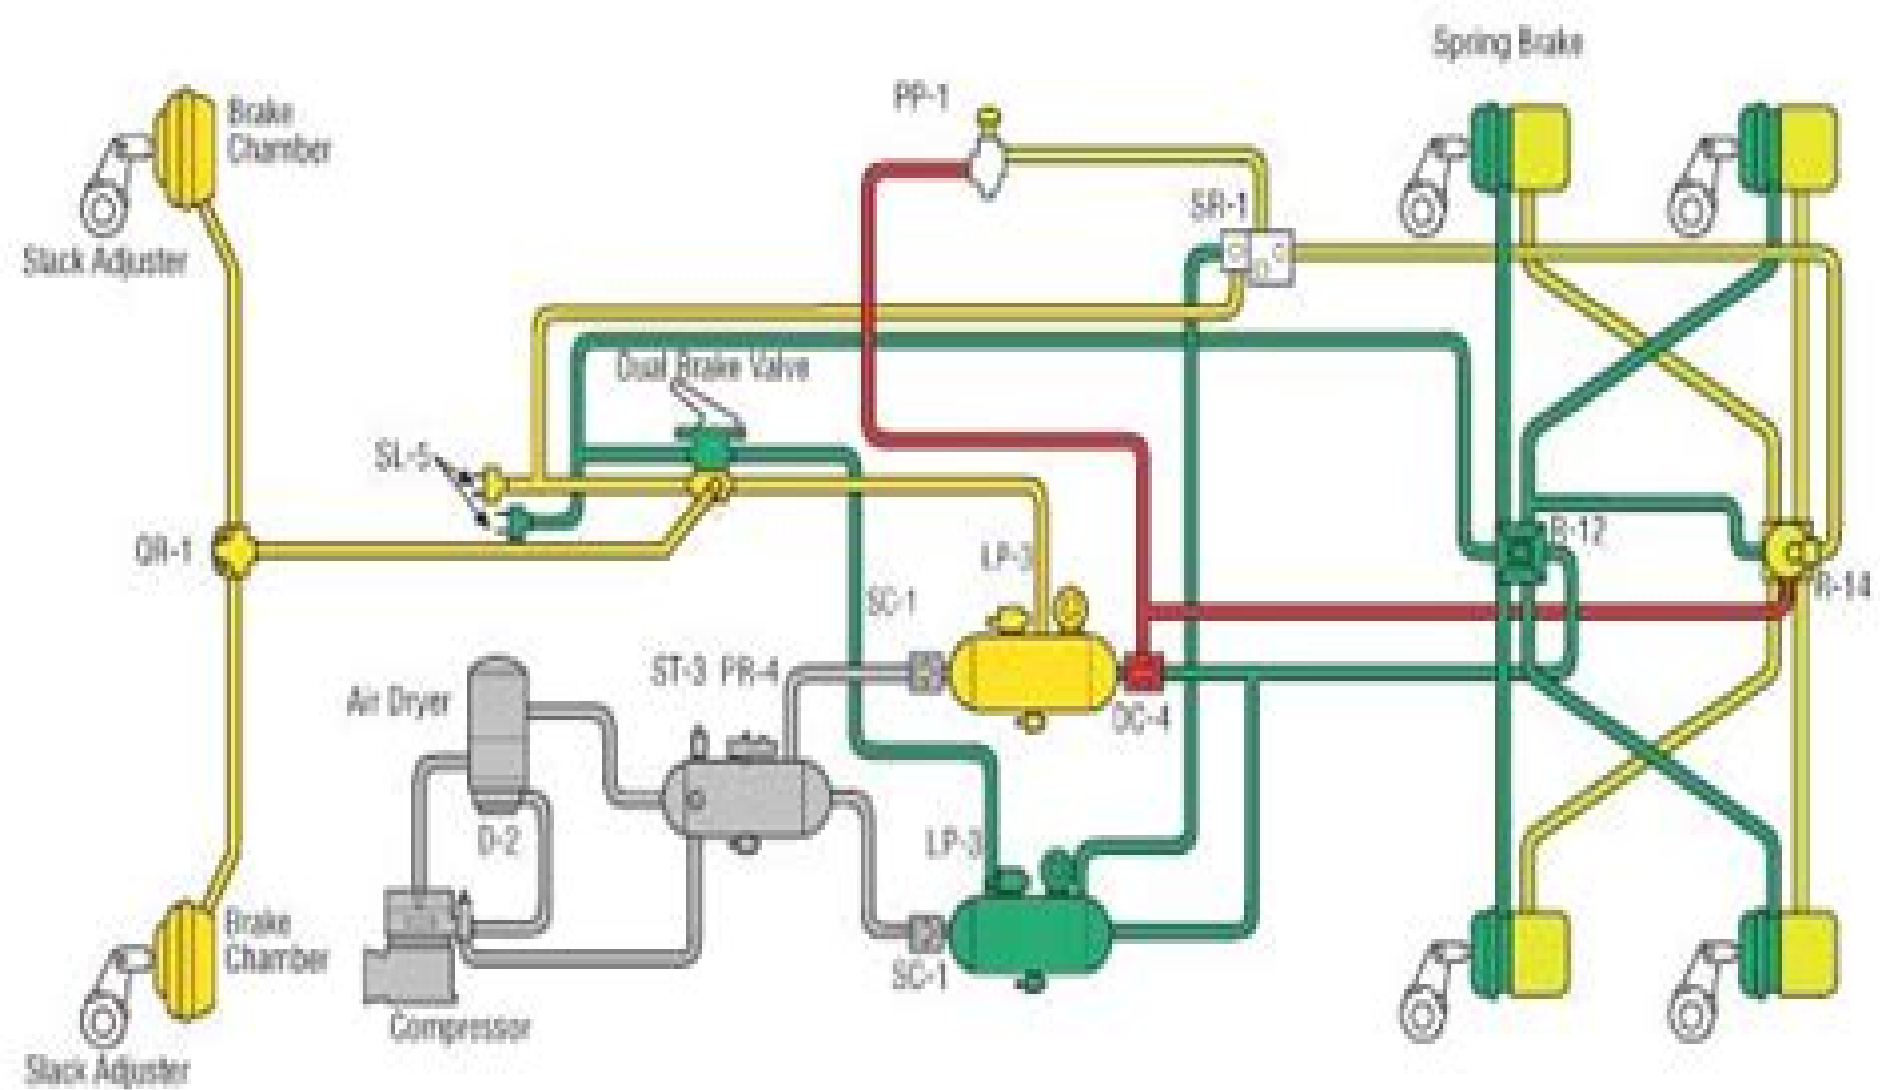 Spring Brake
PP-1
Brake
Chamber
SR-1
Slack Adjuster
Dual Brake Valve
SL-5
QR-1
R-12
LP-3
R-14
SC-1
ST-3 PR-4
Air Dryer
DC-4
D-2
LP-3
Brake
Chamber
SC-1
Compressor
Slack Adjuster